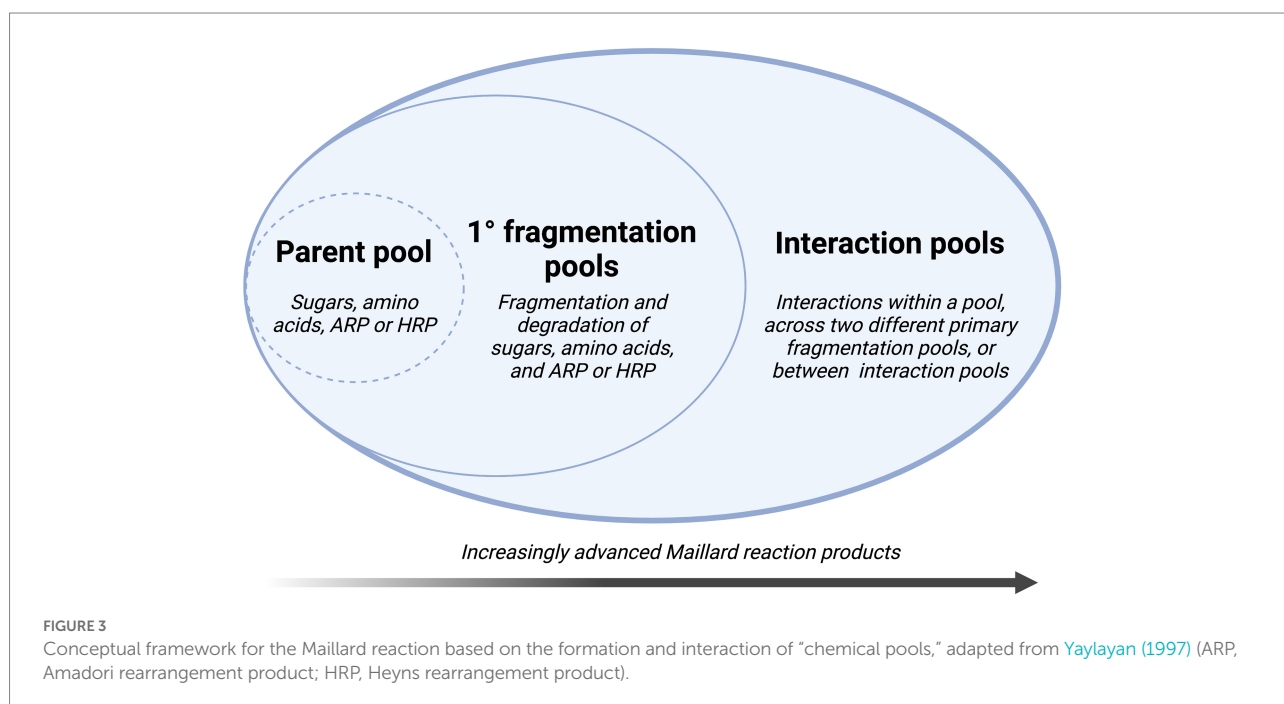 Parent pool
Sugars, amino
acids, ARP or HRP
1° fragmentation
pools
Fragmentation and
degradation of
sugars, amino acids,
and ARP or HRP
Interaction pools
Interactions within a pool,
across two different primary
fragmentation pools, or
between interaction pools
Increasingly advanced Maillard reaction products
FIGURE 3
Conceptual framework for the Maillard reaction based on the formation and interaction of “chemical pools,” adapted from Yaylayan (1997) (ARP,
Amadori rearrangement product; HRP, Heyns rearrangement product).